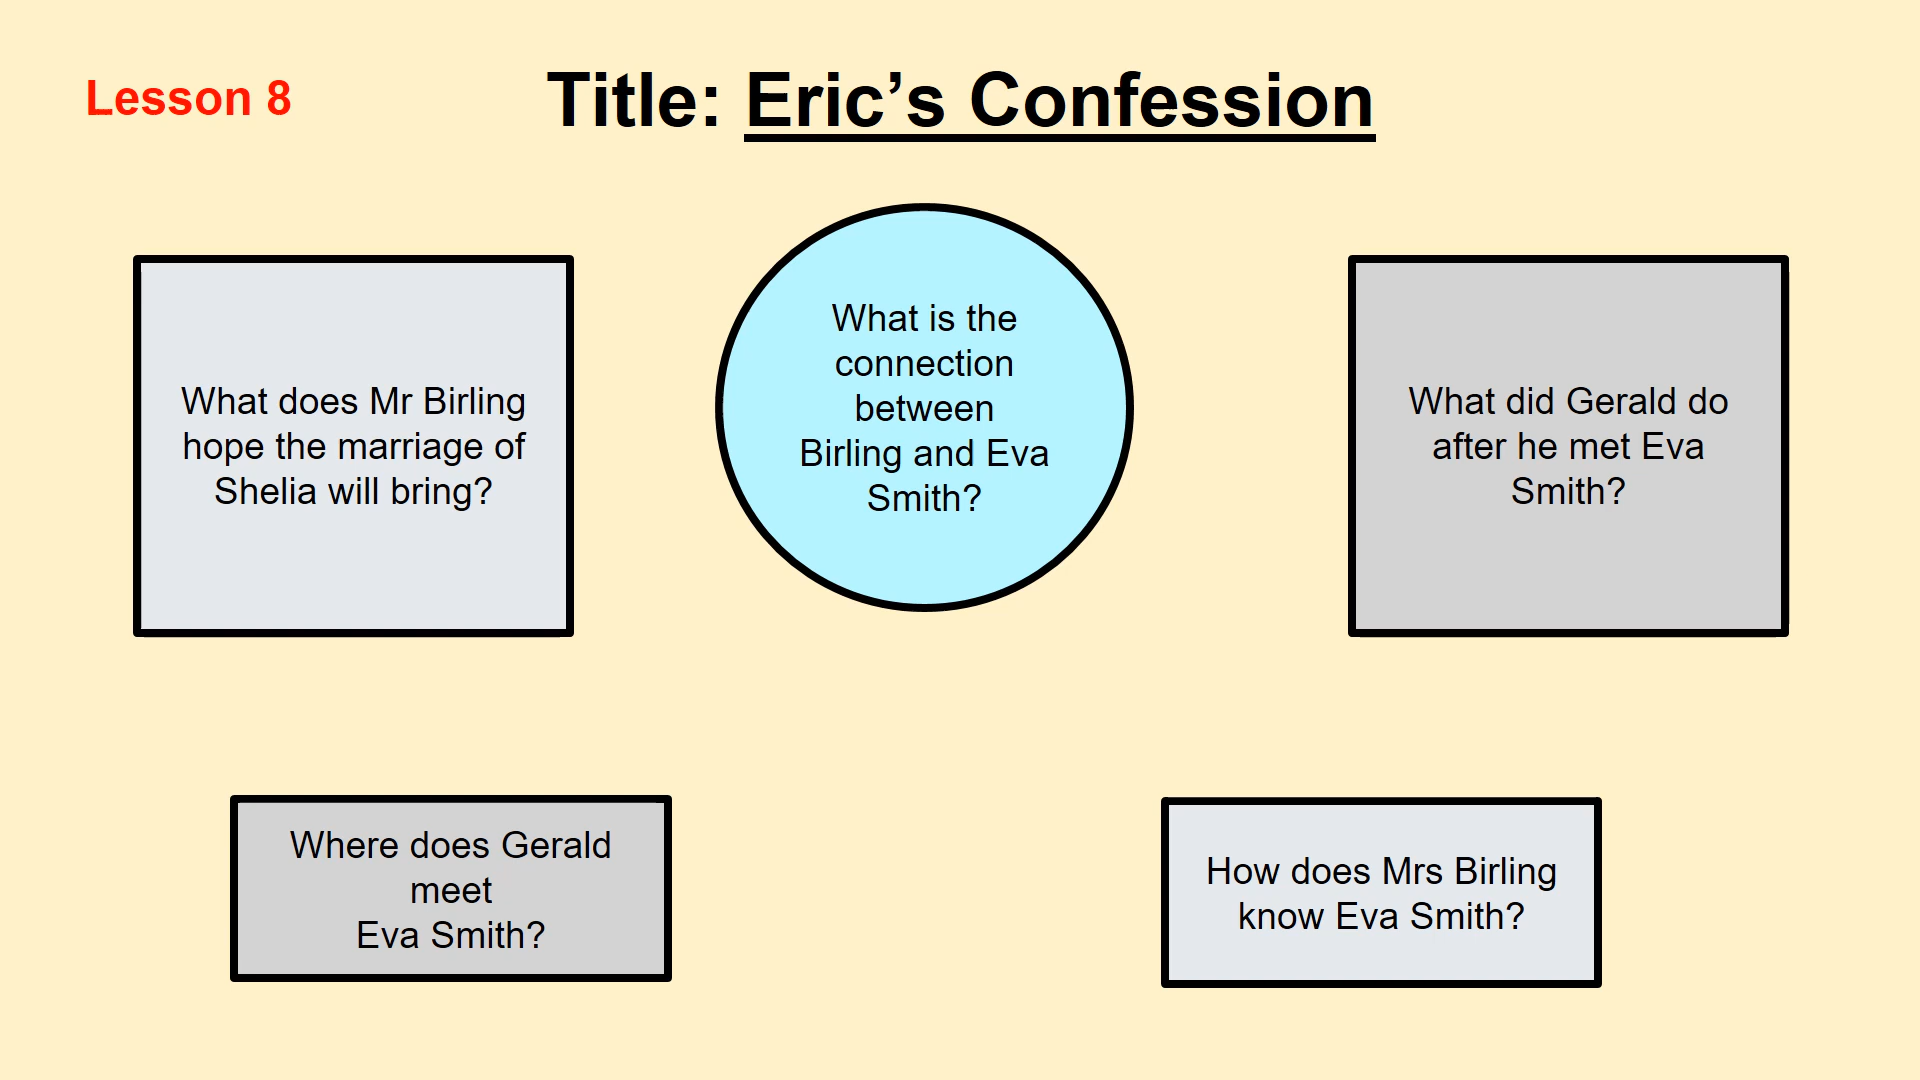 Lesson 8
Title: Eric’s Confession
What does Mr Birling
hope the marriage of
Shelia will bring?
What is the
connection
between
Birling and Eva
Smith?
What did Gerald do
after he met Eva
Smith?
Where does Gerald
meet
Eva Smith?
How does Mrs Birling
know Eva Smith?